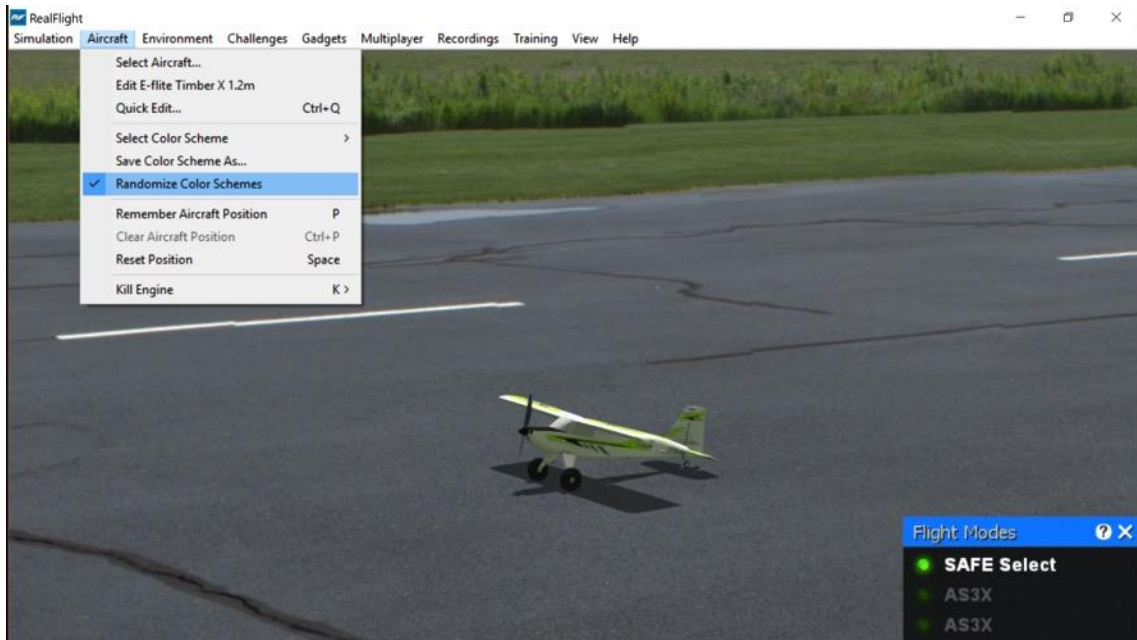 RealFlight
Simulation Aircraft Environment Challenges Gadgets Multiplayer Recordings Training View Help
Select Aircraft...
Edit E-flite Timber X 1.2m
Quick Edit... Ctrl+Q
Select Color Scheme >
Save Color Scheme As...
Randomize Color Schemes
Remember Aircraft Position P
Clear Aircraft Position Ctrl+P
Reset Position Space
Kill Engine K >
Flight Modes ? X
SAFE Select
AS3X
AS3X